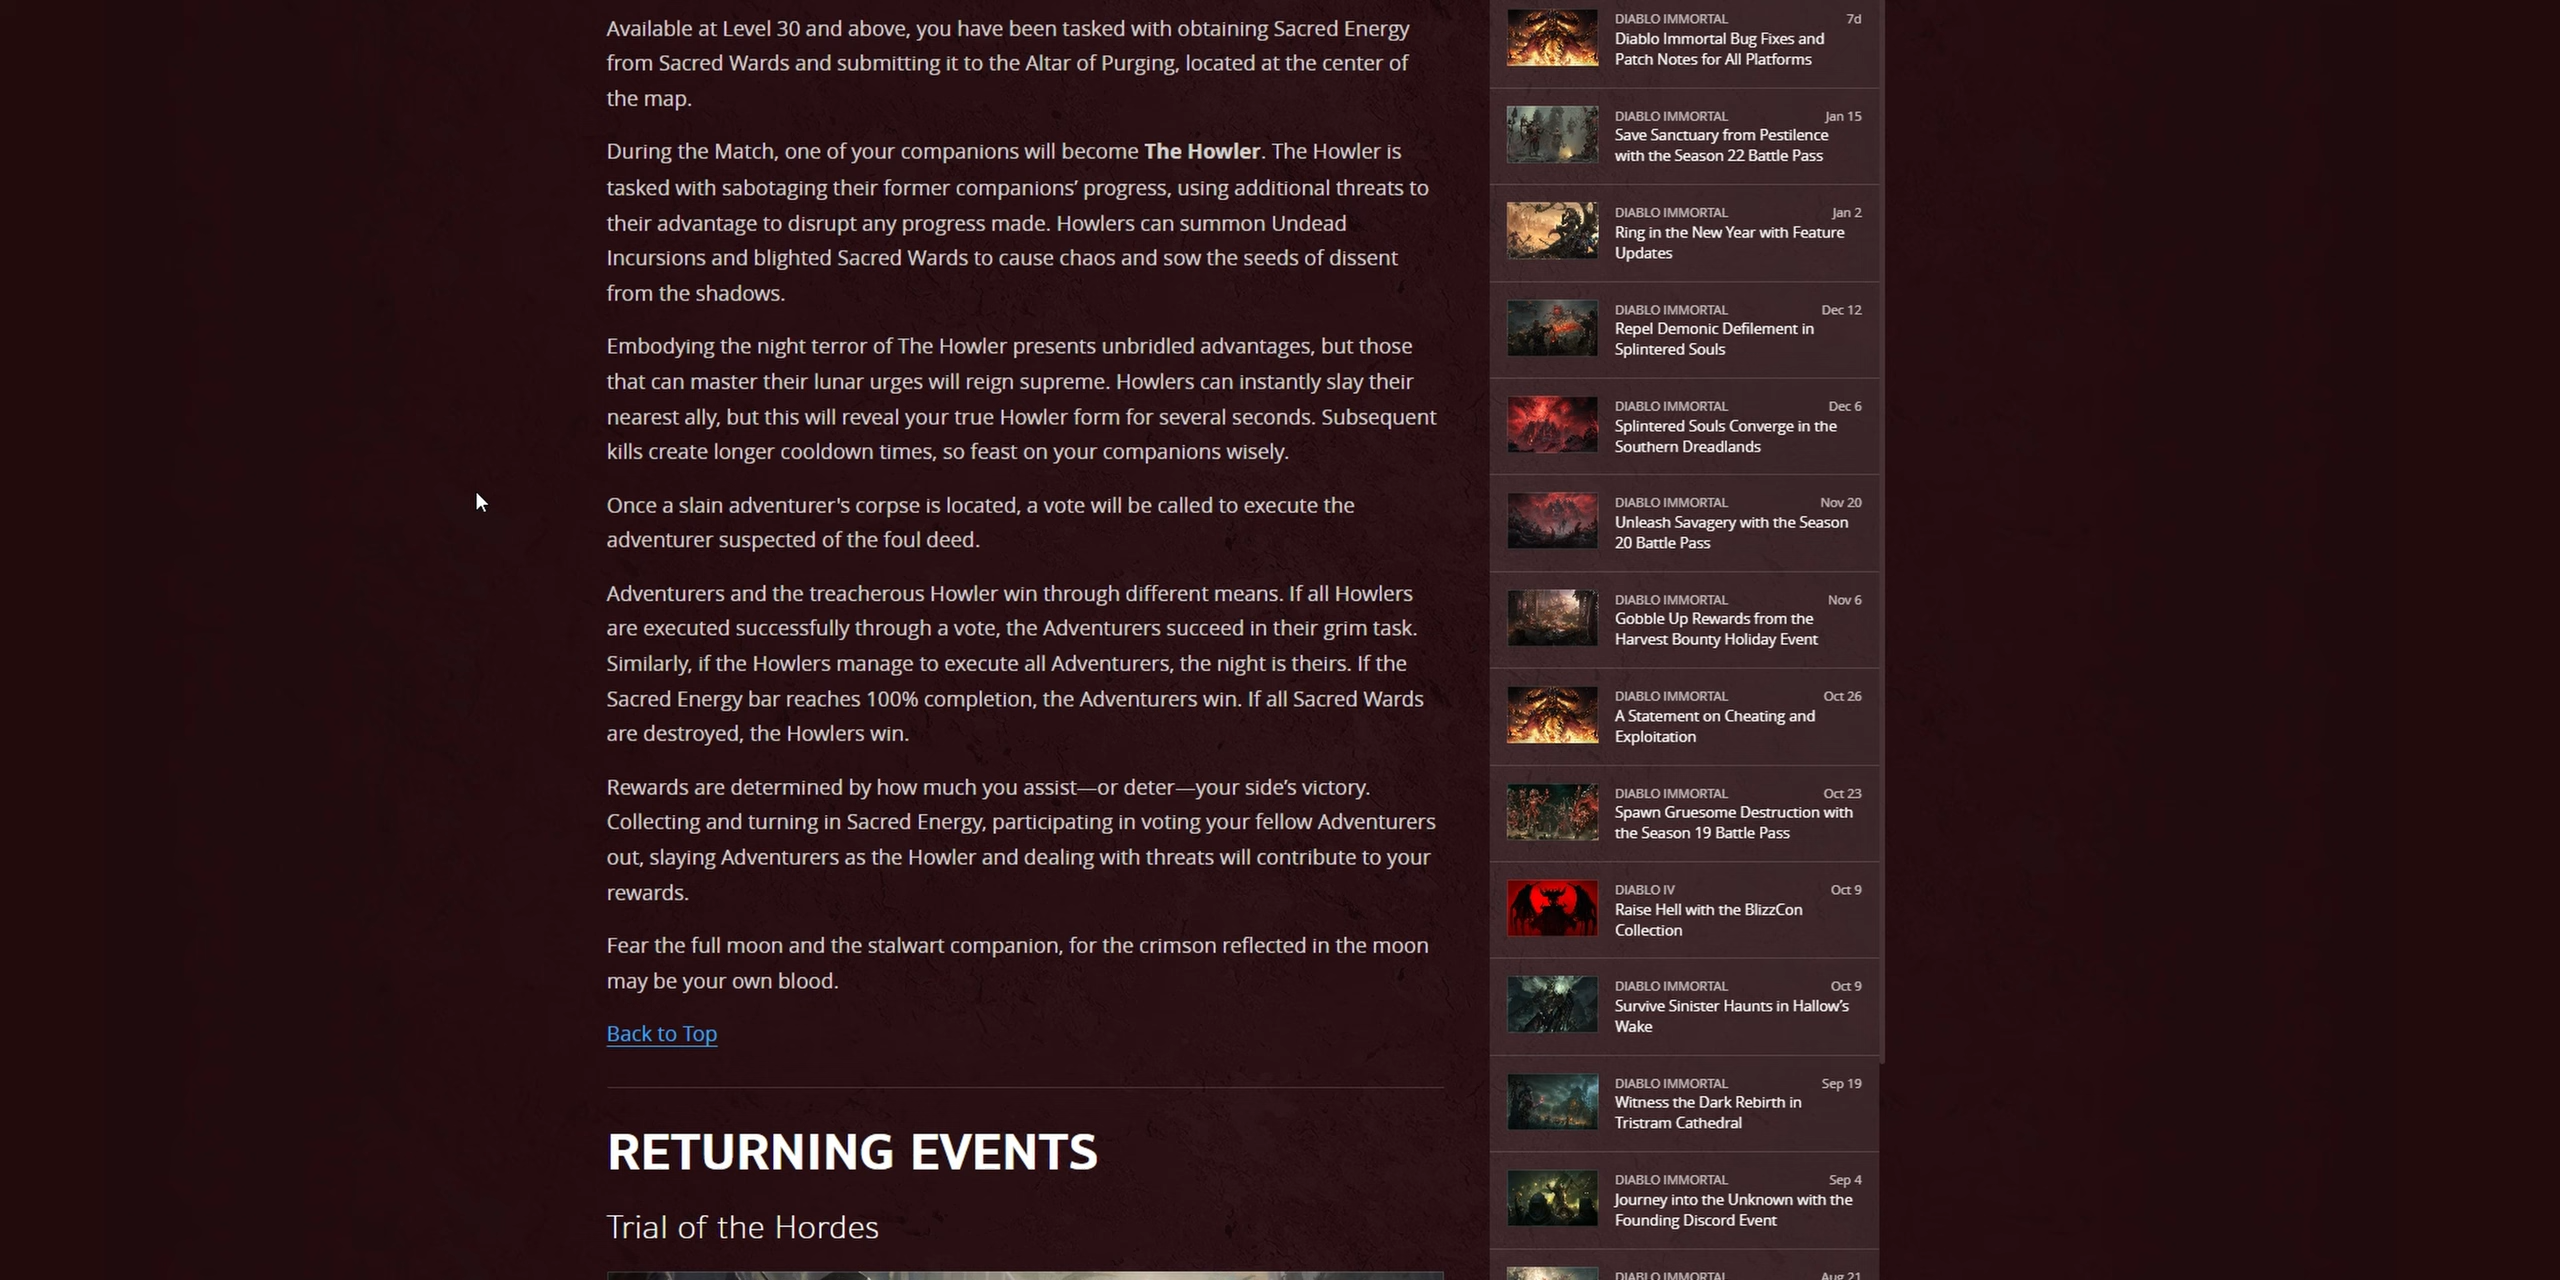 Available at Level 30 and above, you have been tasked with obtaining Sacred Energy
from Sacred Wards and submitting it to the Altar of Purging, located at the center of
the map.
During the Match, one of your companions will become The Howler. The Howler is
tasked with sabotaging their former companions’ progress, using additional threats to
their advantage to disrupt any progress made. Howlers can summon Undead
Incursions and blighted Sacred Wards to cause chaos and sow the seeds of dissent
from the shadows.
Embodying the night terror of The Howler presents unbridled advantages, but those
that can master their lunar urges will reign supreme. Howlers can instantly slay their
nearest ally, but this will reveal your true Howler form for several seconds. Subsequent
kills create longer cooldown times, so feast on your companions wisely.
Once a slain adventurer's corpse is located, a vote will be called to execute the
adventurer suspected of the foul deed.
Adventurers and the treacherous Howler win through different means. If all Howlers
are executed successfully through a vote, the Adventurers succeed in their grim task.
Similarly, if the Howlers manage to execute all Adventurers, the night is theirs. If the
Sacred Energy bar reaches 100% completion, the Adventurers win. If all Sacred Wards
are destroyed, the Howlers win.
Rewards are determined by how much you assist—or deter—your side’s victory.
Collecting and turning in Sacred Energy, participating in voting your fellow Adventurers
out, slaying Adventurers as the Howler and dealing with threats will contribute to your
rewards.
Fear the full moon and the stalwart companion, for the crimson reflected in the moon
may be your own blood.
Back to Top
RETURNING EVENTS
Trial of the Hordes
DIABLO IMMORTAL 7d
Diablo Immortal Bug Fixes and
Patch Notes for All Platforms
DIABLO IMMORTAL Jan 15
Save Sanctuary from Pestilence
with the Season 22 Battle Pass
DIABLO IMMORTAL Jan 2
Ring in the New Year with Feature
Updates
DIABLO IMMORTAL Dec 12
Repel Demonic Defilement in
Splintered Souls
DIABLO IMMORTAL Dec 6
Splintered Souls Converge in the
Southern Dreadlands
DIABLO IMMORTAL Nov 20
Unleash Savagery with the Season
20 Battle Pass
DIABLO IMMORTAL Nov 6
Gobble Up Rewards from the
Harvest Bounty Holiday Event
DIABLO IMMORTAL Oct 26
A Statement on Cheating and
Exploitation
DIABLO IMMORTAL Oct 23
Spawn Gruesome Destruction with
the Season 19 Battle Pass
DIABLO IV Oct 9
Raise Hell with the BlizzCon
Collection
DIABLO IMMORTAL Oct 9
Survive Sinister Haunts in Hallow’s
Wake
DIABLO IMMORTAL Sep 19
Witness the Dark Rebirth in
Tristram Cathedral
DIABLO IMMORTAL Sep 4
Journey into the Unknown with the
Founding Discord Event
DIABLO IMMORTAL Aug 21